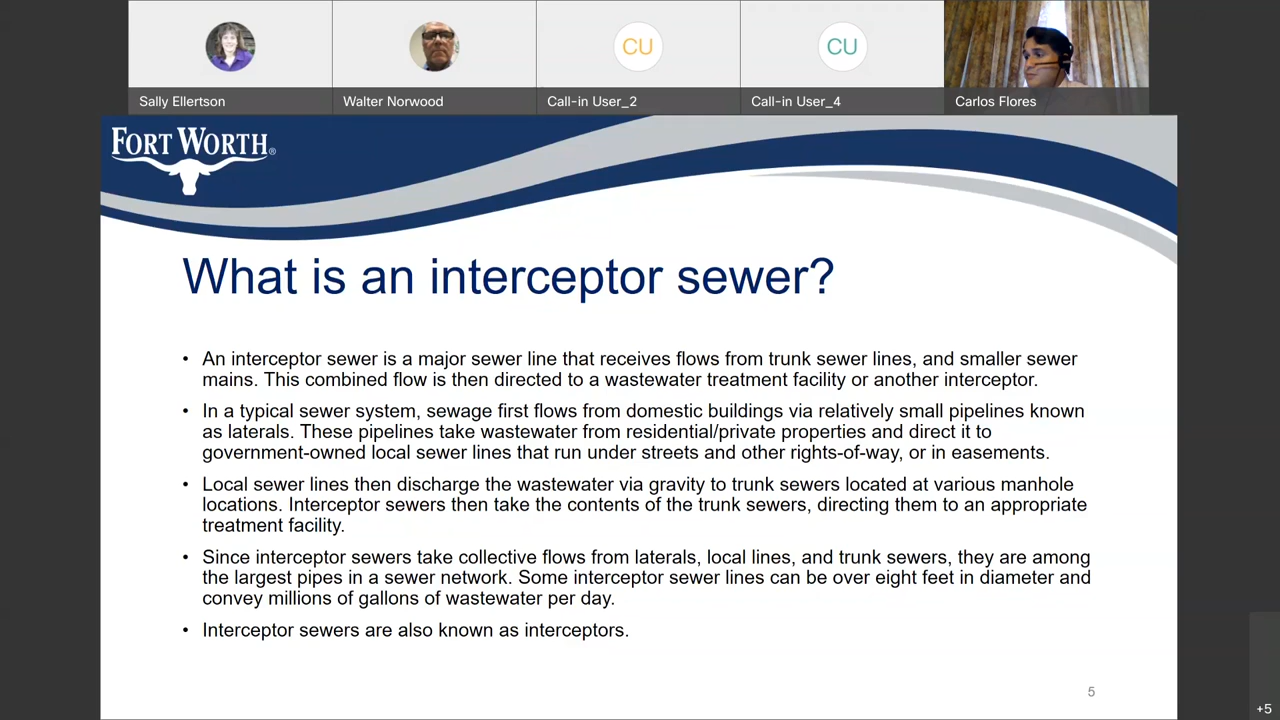 CU
CU
Sally Ellertson
Walter Norwood
Call-in User_2
Call-in User_4
Carlos Flores
FORT WORTH®
What is an interceptor sewer?
• An interceptor sewer is a major sewer line that receives flows from trunk sewer lines, and smaller sewer
mains. This combined flow is then directed to a wastewater treatment facility or another interceptor.
• In a typical sewer system, sewage first flows from domestic buildings via relatively small pipelines known
as laterals. These pipelines take wastewater from residential/private properties and direct it to
government-owned local sewer lines that run under streets and other rights-of-way, or in easements.
• Local sewer lines then discharge the wastewater via gravity to trunk sewers located at various manhole
locations. Interceptor sewers then take the contents of the trunk sewers, directing them to an appropriate
treatment facility.
• Since interceptor sewers take collective flows from laterals, local lines, and trunk sewers, they are among
the largest pipes in a sewer network. Some interceptor sewer lines can be over eight feet in diameter and
convey millions of gallons of wastewater per day.
• Interceptor sewers are also known as interceptors.
5
+5